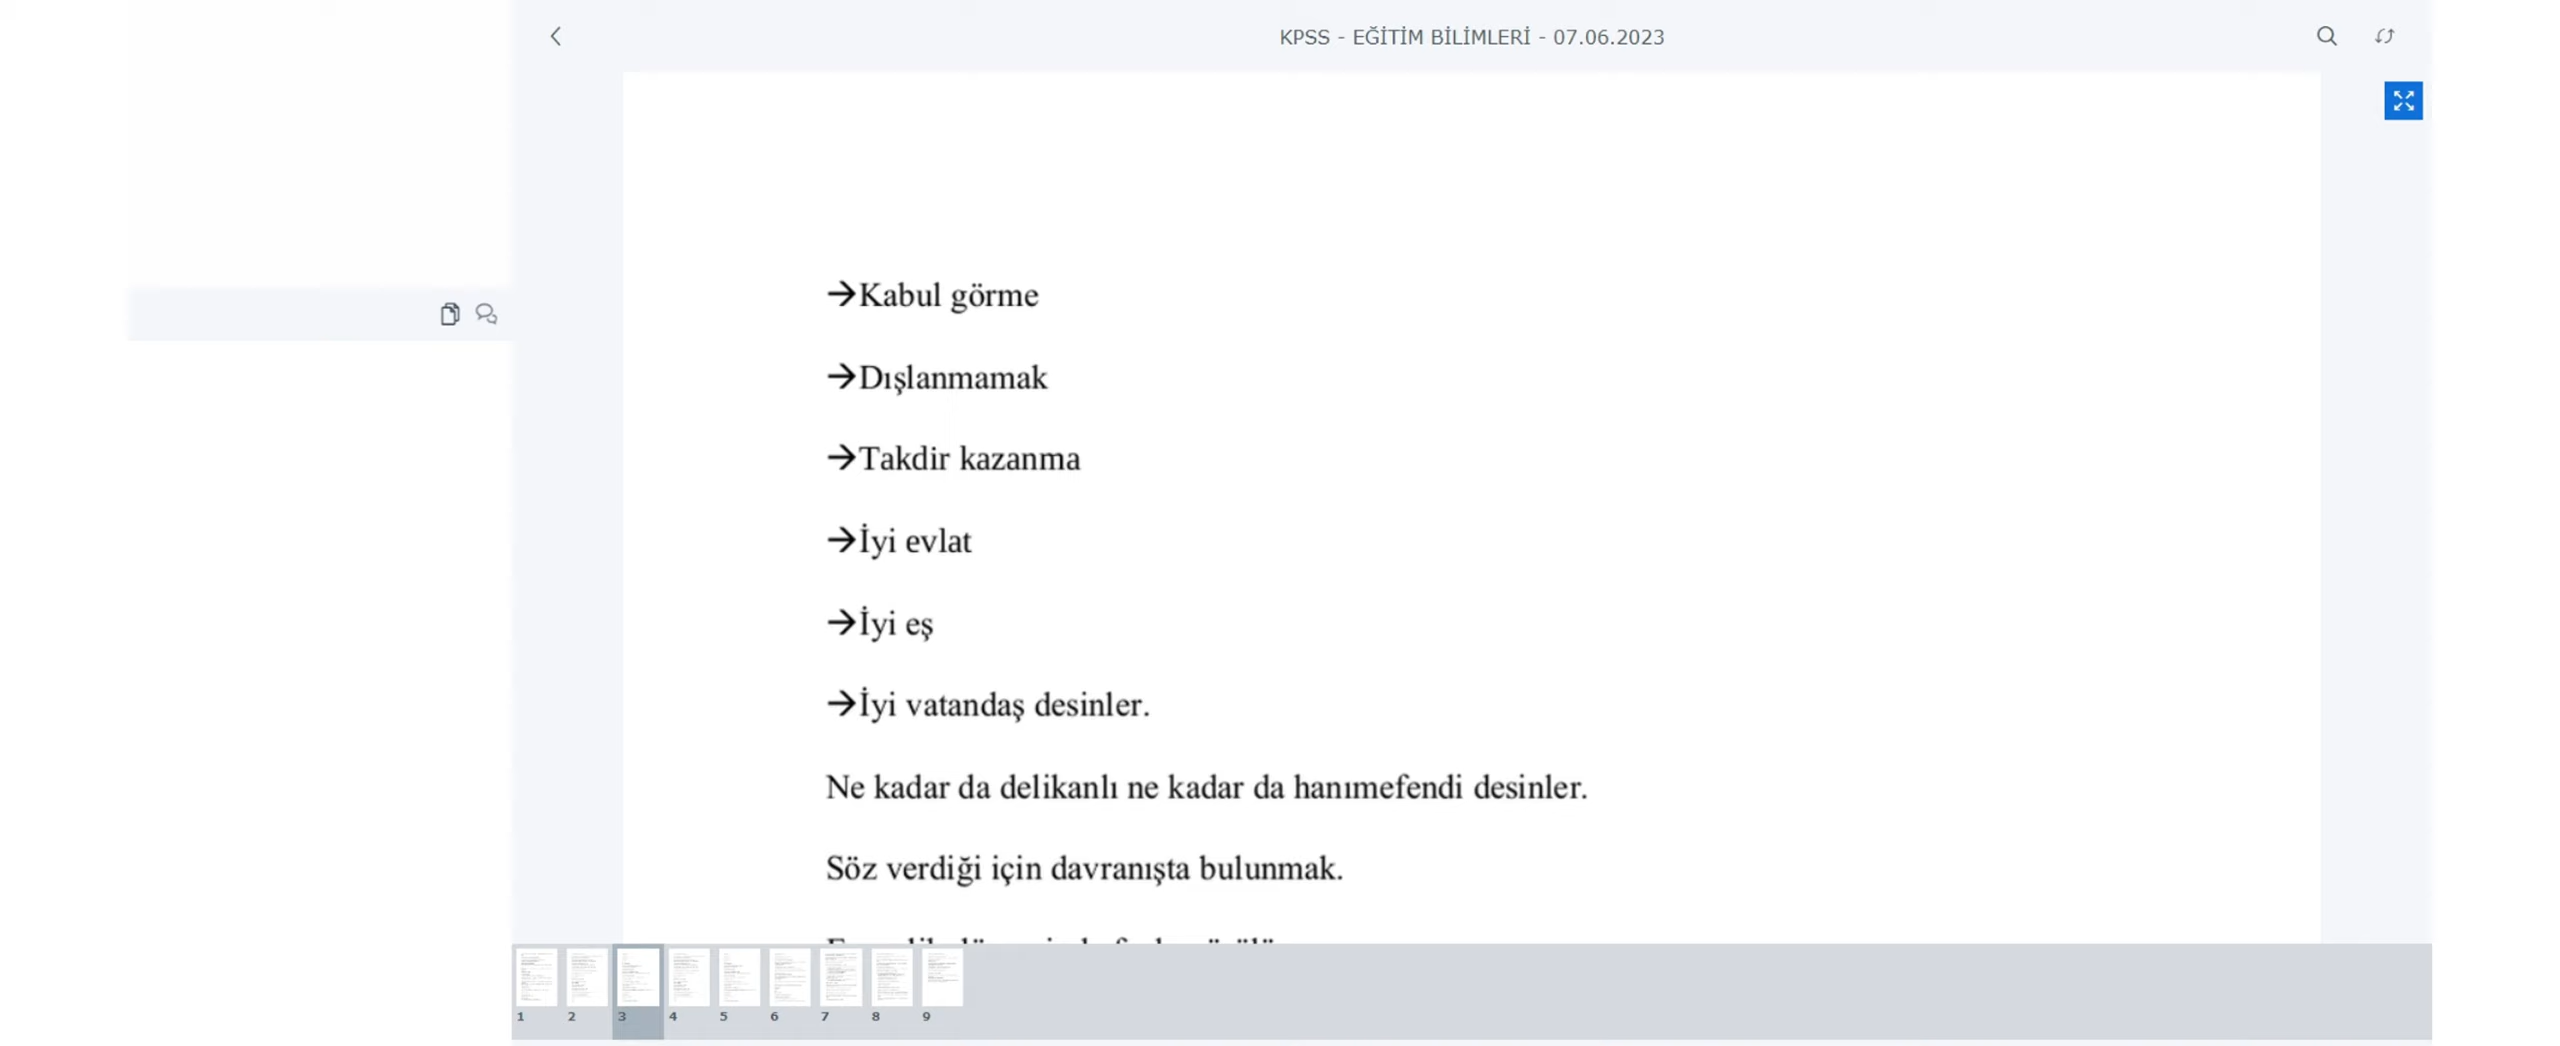 KPSS - EĞİTİM BİLİMLERİ - 07.06.2023
→Kabul görme
→Dışlanmamak
→Takdir kazanma
→İyi evlat
→İyi eş
→İyi vatandaş desinler.
Ne kadar da delikanlı ne kadar da hanımefendi desinler.
Söz verdiği için davranışta bulunmak.
1 2 3 4 5 6 7 8 9